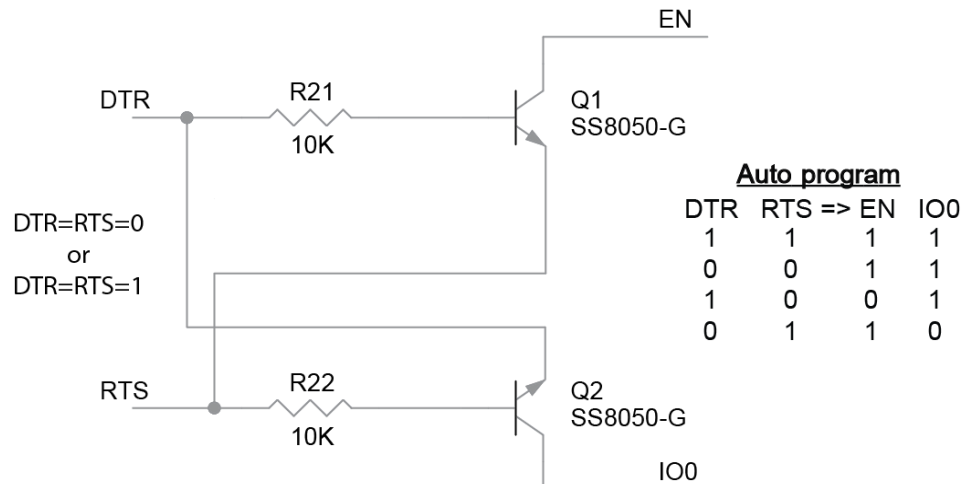 EN
DTR
R21
10K
Q1
SS8050-G
Auto program
DTR RTS => EN IO0
1 1 1 1
0 0 1 1
1 0 0 1
0 1 1 0
DTR=RTS=0
or
DTR=RTS=1
RTS
R22
10K
Q2
SS8050-G
IO0